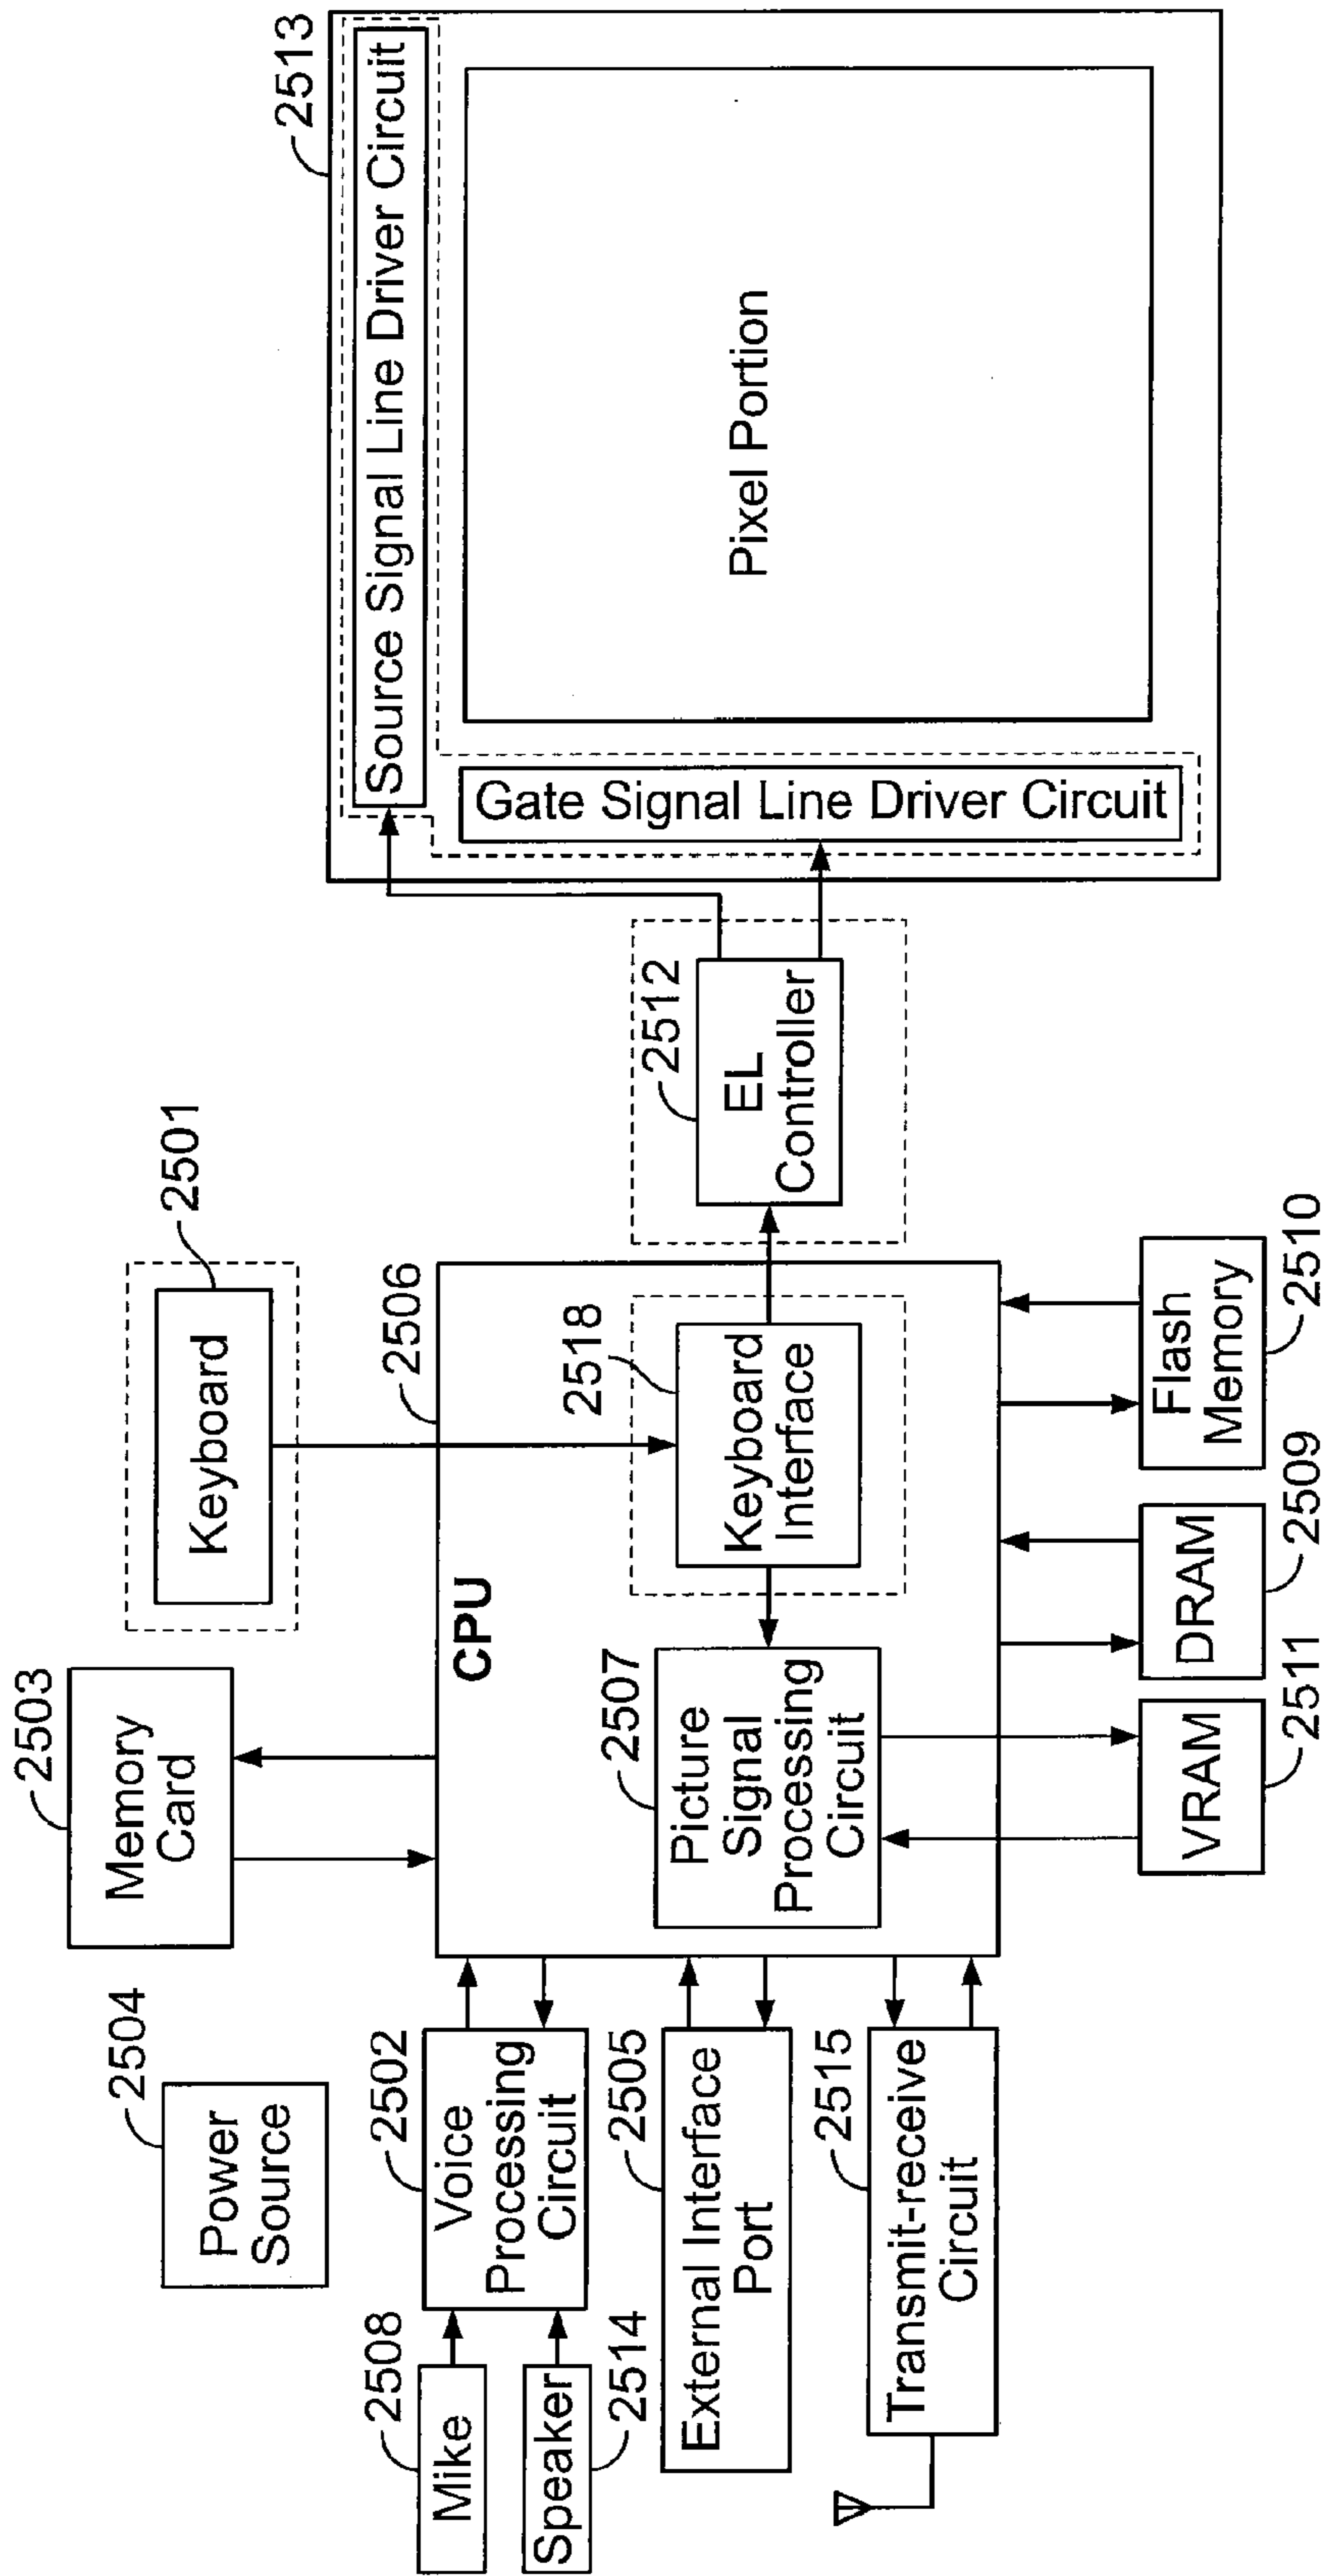 2504
Power
Source
2503
Memory
Card
2501
Keyboard
2513
Source Signal Line Driver Circuit
Gate Signal Line Driver Circuit
Pixel Portion
2508
Mike
Speaker
2514
2502
Voice
Processing
Circuit
2505
External Interface
Port
2515
Transmit-receive
Circuit
2506
CPU
2507
Picture
Signal
Processing
Circuit
2518
Keyboard
Interface
2512
EL
Controller
VRAM
2511
DRAM
2509
Flash
Memory
2510